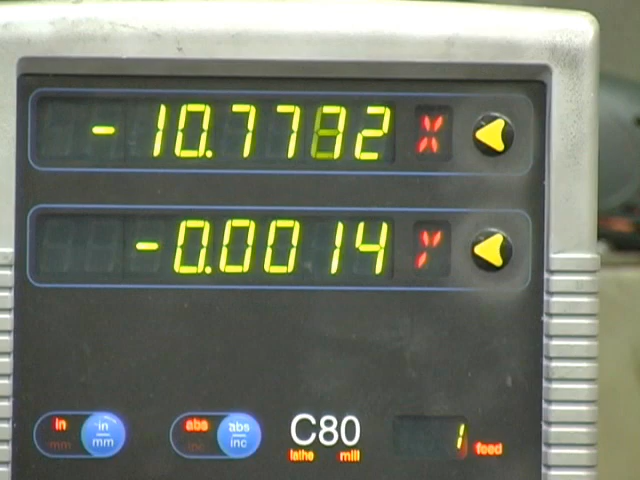 -10.7782 X
-0.0014 Y
in
mm
in
mm
abs
inc
abs
inc
C80
lathe mill
1 feed